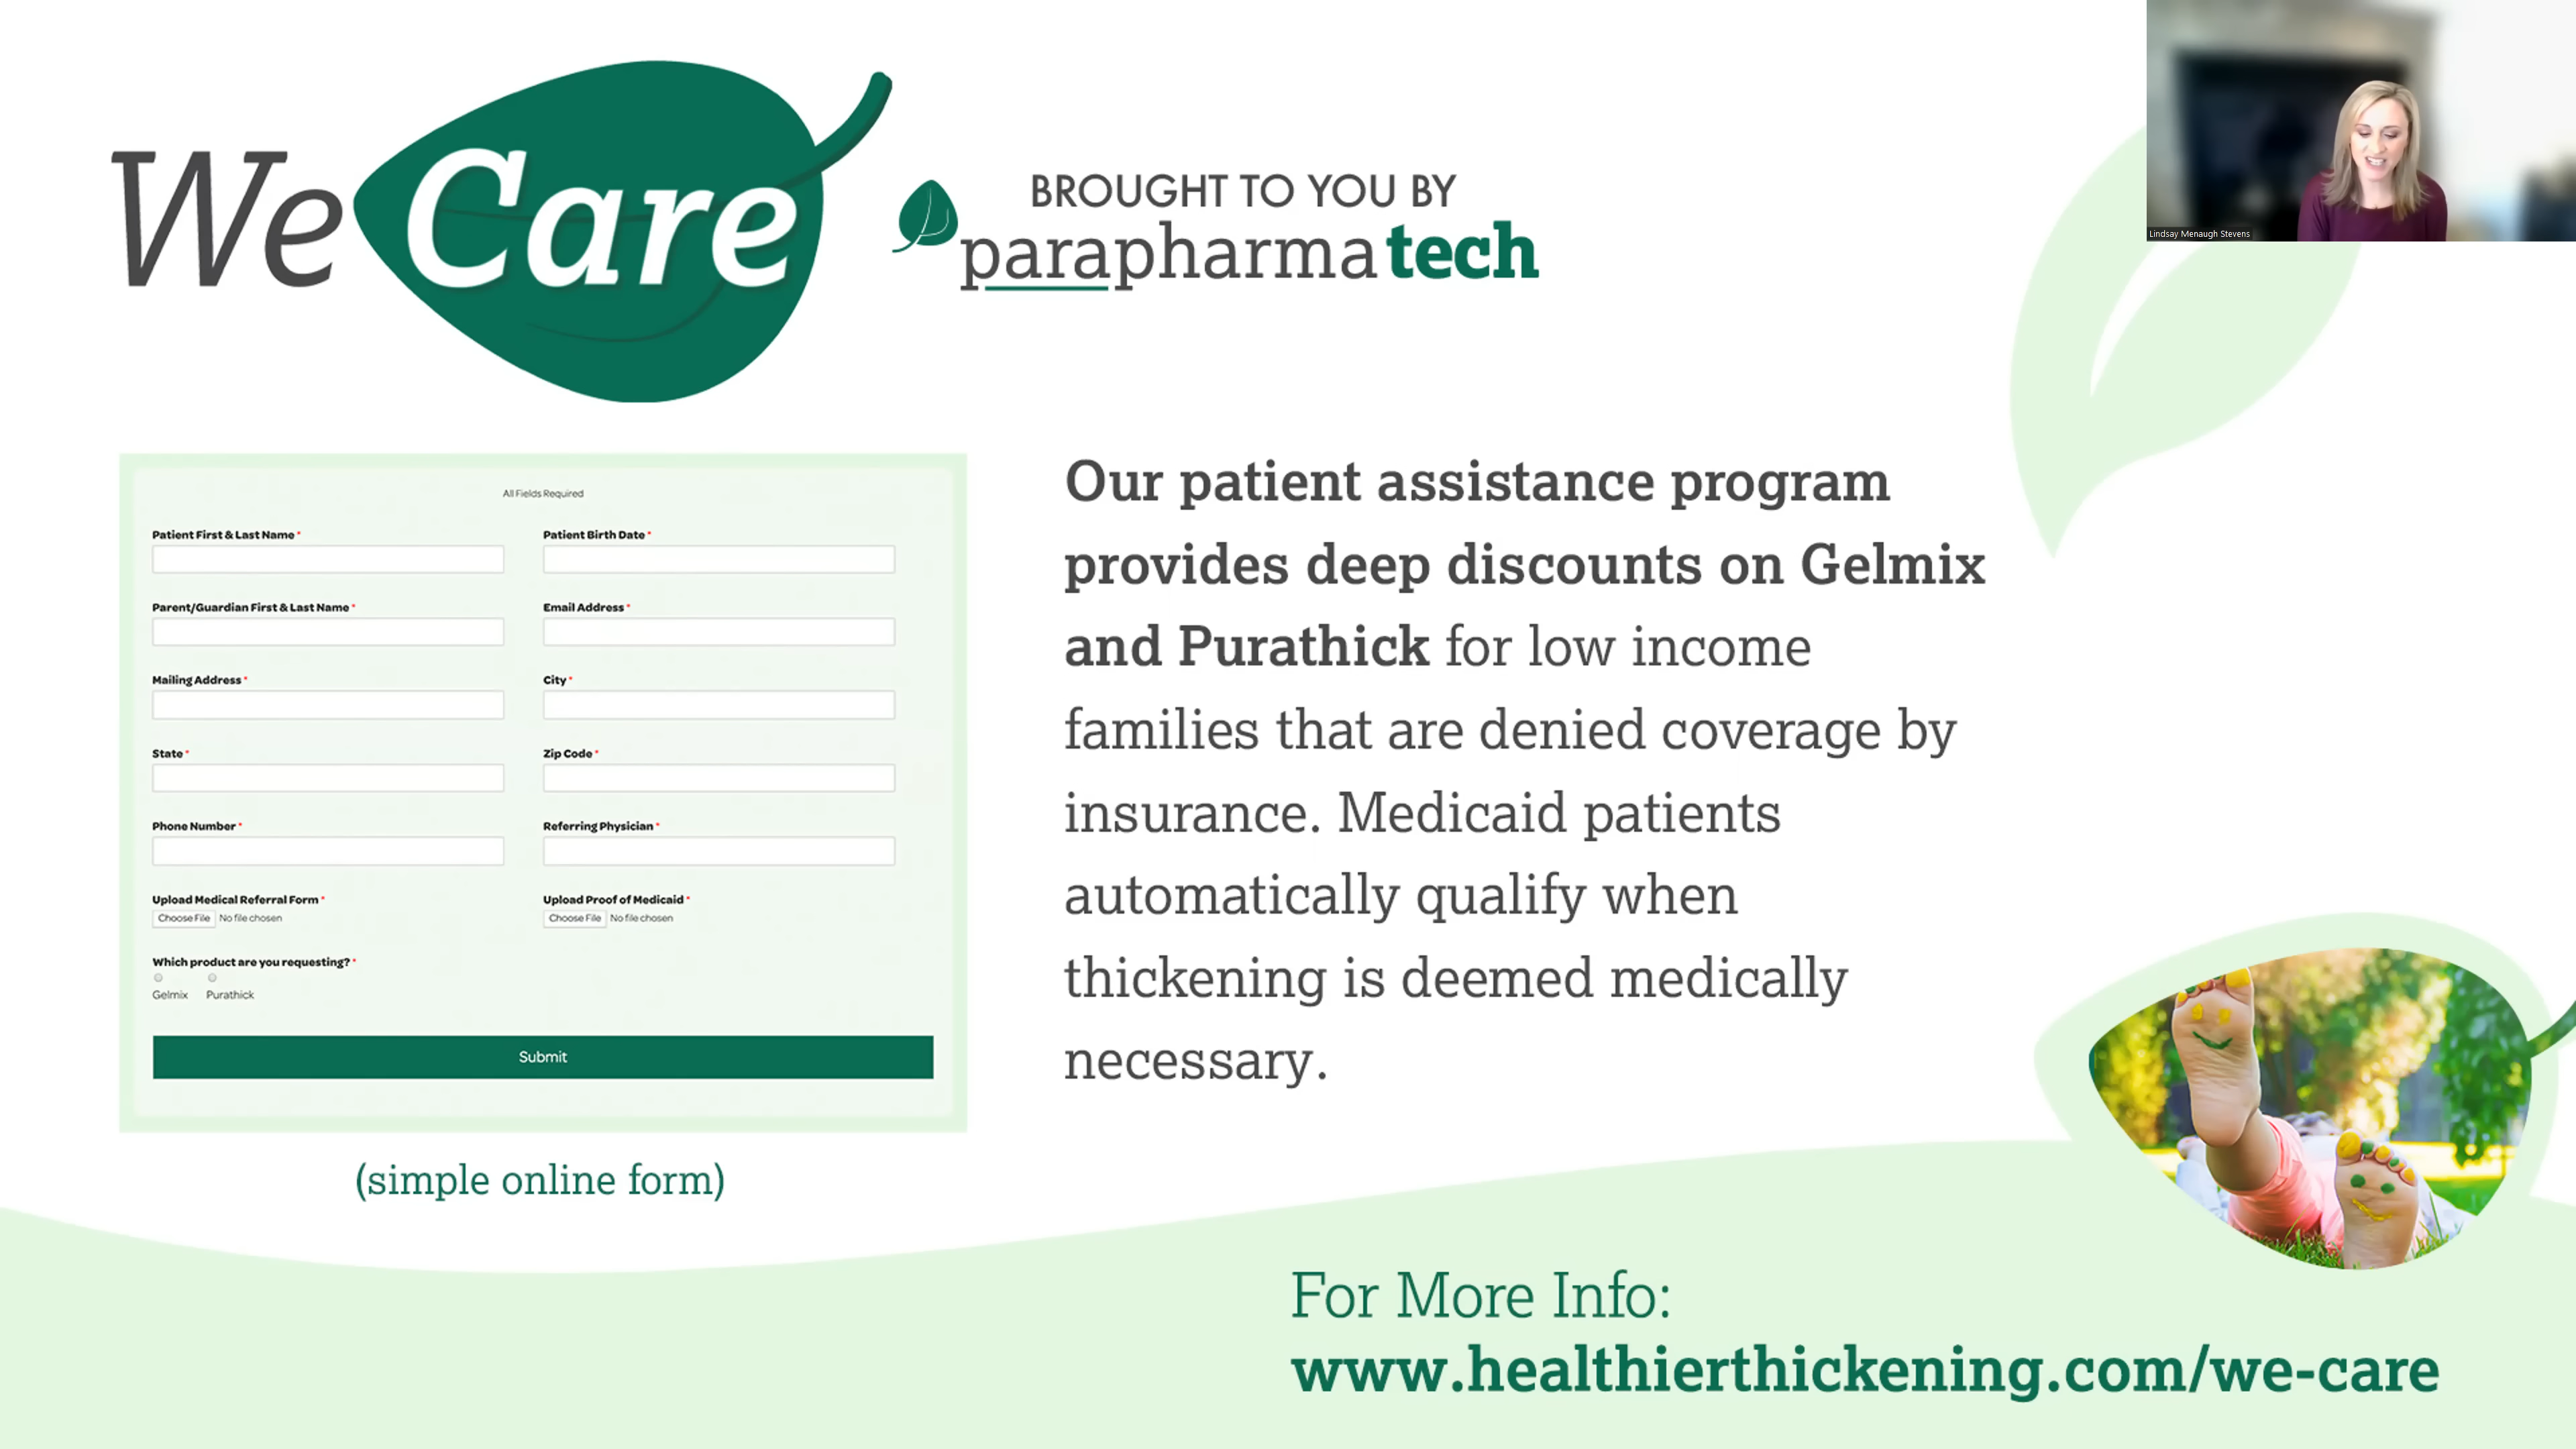 We Care
BROUGHT TO YOU BY
parapharmatech
Lindsay Menaugh Stevens
All Fields Required
Patient First & Last Name *
Patient Birth Date *
Parent/Guardian First & Last Name *
Email Address *
Mailing Address *
City *
State *
Zip Code *
Phone Number *
Referring Physician *
Upload Medical Referral Form *
Choose File No file chosen
Upload Proof of Medicaid *
Choose File No file chosen
Which product are you requesting? *
Gelmix Purathick
Submit
(simple online form)
Our patient assistance program
provides deep discounts on Gelmix
and Purathick for low income
families that are denied coverage by
insurance. Medicaid patients
automatically qualify when
thickening is deemed medically
necessary.
For More Info:
www.healthierthickening.com/we-care